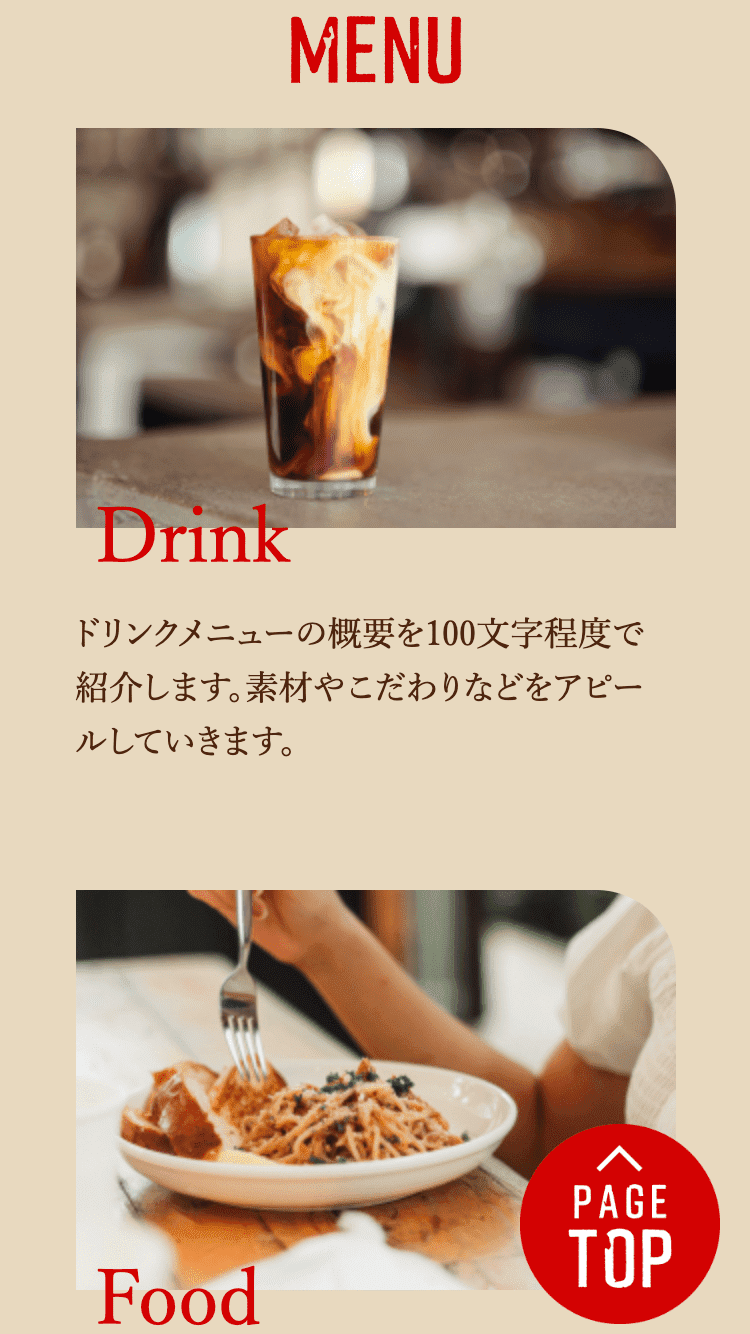 MENU
Drink
ドリンクメニューの概要を100文字程度で
紹介します。素材やこだわりなどをアピー
ルしていきます。
PAGE
TOP
Food